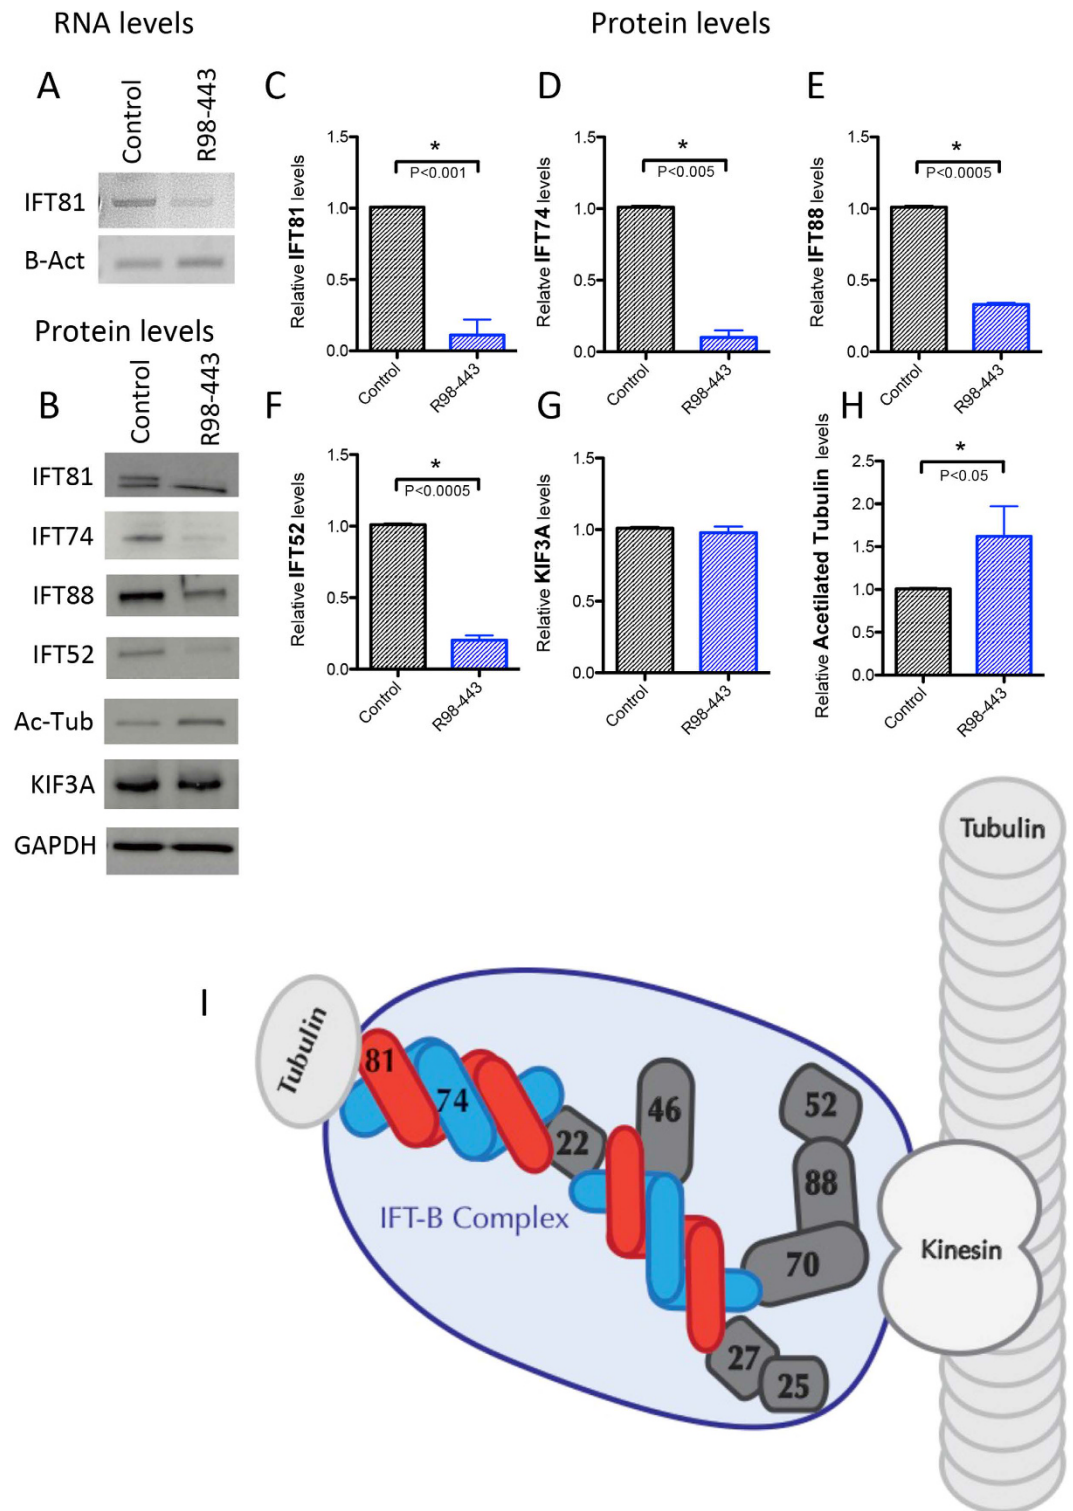 RNA levels
Protein levels
A
Control
R98-443
IFT81
B-Act
Protein levels
B
Control
R98-443
IFT81
IFT74
IFT88
IFT52
Ac-Tub
KIF3A
GAPDH
C
Relative IFT81 levels
1.5
1.0
0.5
0.0
*
P<0.001
Control
R98-443
D
Relative IFT74 levels
1.5
1.0
0.5
0.0
*
P<0.005
Control
R98-443
E
Relative IFT88 levels
1.5
1.0
0.5
0.0
*
P<0.0005
Control
R98-443
F
Relative IFT52 levels
1.5
1.0
0.5
0.0
*
P<0.0005
Control
R98-443
G
Relative KIF3A levels
1.5
1.0
0.5
0.0
Control
R98-443
H
Relative Acetilated Tubulin levels
2.5
2.0
1.5
1.0
0.5
0.0
*
P<0.05
Control
R98-443
I
Tubulin
Tubulin
81
74
22
46
52
88
70
27
25
IFT-B Complex
Kinesin